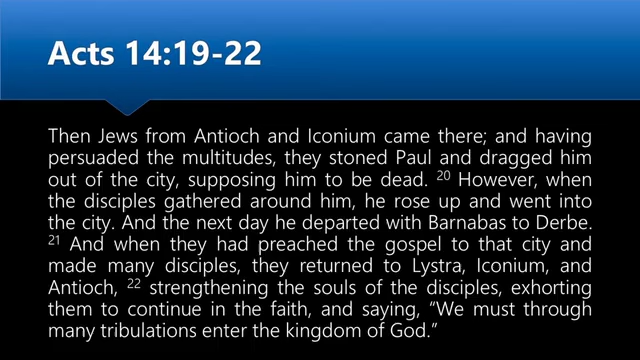 Acts 14:19-22
Then Jews from Antioch and Iconium came there; and having
persuaded the multitudes, they stoned Paul and dragged him
out of the city, supposing him to be dead. 20 However, when
the disciples gathered around him, he rose up and went into
the city. And the next day he departed with Barnabas to Derbe.
21 And when they had preached the gospel to that city and
made many disciples, they returned to Lystra, Iconium, and
Antioch, 22 strengthening the souls of the disciples, exhorting
them to continue in the faith, and saying, “We must through
many tribulations enter the kingdom of God.”